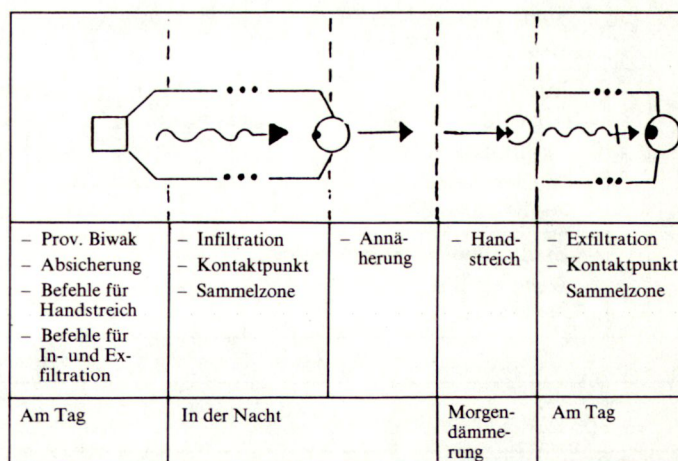 – Prov. Biwak
– Absicherung
– Befehle für
Handstreich
– Befehle für
In- und Ex-
filtration
– Infiltration
– Kontaktpunkt
– Sammelzone
– Annä-
herung
– Hand-
streich
– Exfiltration
– Kontaktpunkt
Sammelzone
Am Tag
In der Nacht
Morgen-
dämme-
rung
Am Tag